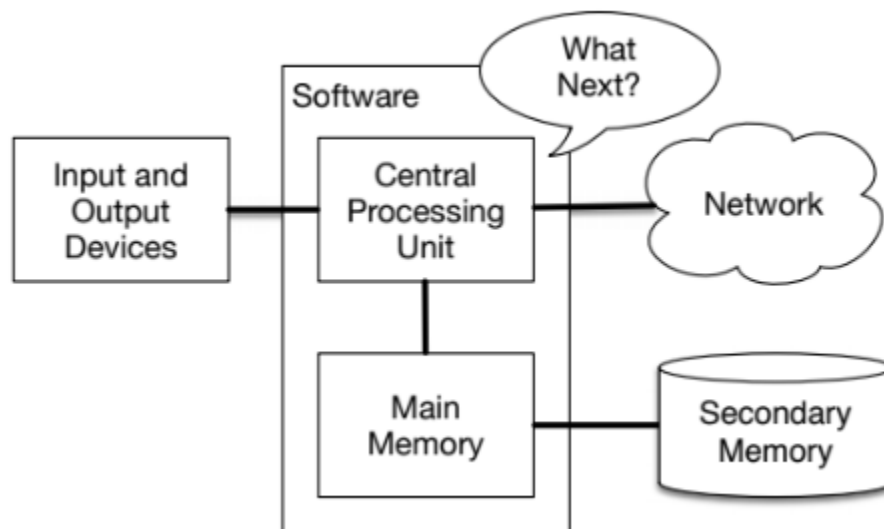 What
Next?
Software
Input and
Output
Devices
Central
Processing
Unit
Network
Main
Memory
Secondary
Memory